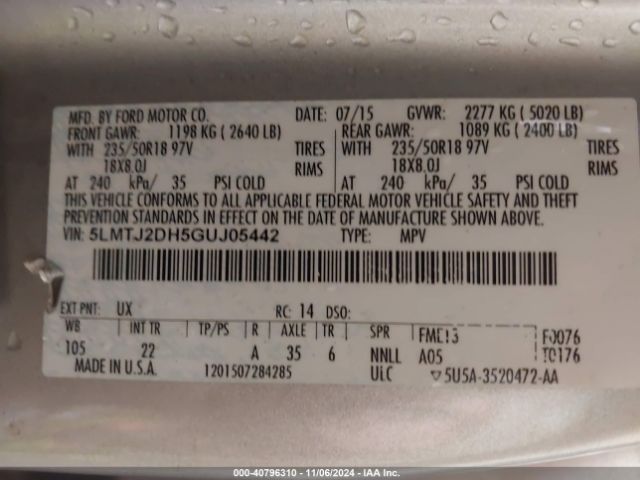 MFD. BY FORD MOTOR CO. DATE: 07/15 GVWR: 2277 KG (5020 LB)
FRONT GAWR: 1198 KG (2640 LB) REAR GAWR: 1089 KG (2400 LB)
WITH 235/50R18 97V TIRES WITH 235/50R18 97V TIRES
18X8.0J RIMS 18X8.0J RIMS
AT 240 kPa/ 35 PSI COLD AT 240 kPa/ 35 PSI COLD
THIS VEHICLE CONFORMS TO ALL APPLICABLE FEDERAL MOTOR VEHICLE SAFETY AND THEFT
PREVENTION STANDARDS IN EFFECT ON THE DATE OF MANUFACTURE SHOWN ABOVE.
VIN: 5LMTJ2DH5GUJ05442 TYPE: MPV
EXT PNT: UX RC: 14 DSO:
WB INT TR TP/PS R AXLE TR SPR FME13 F0076
105 22 A 35 6 NNLL A05 T0176
MADE IN U.S.A. 1201507284285 ULC ▽5U5A-3520472-AA
000-40796310 - 11/06/2024 - IAA Inc.